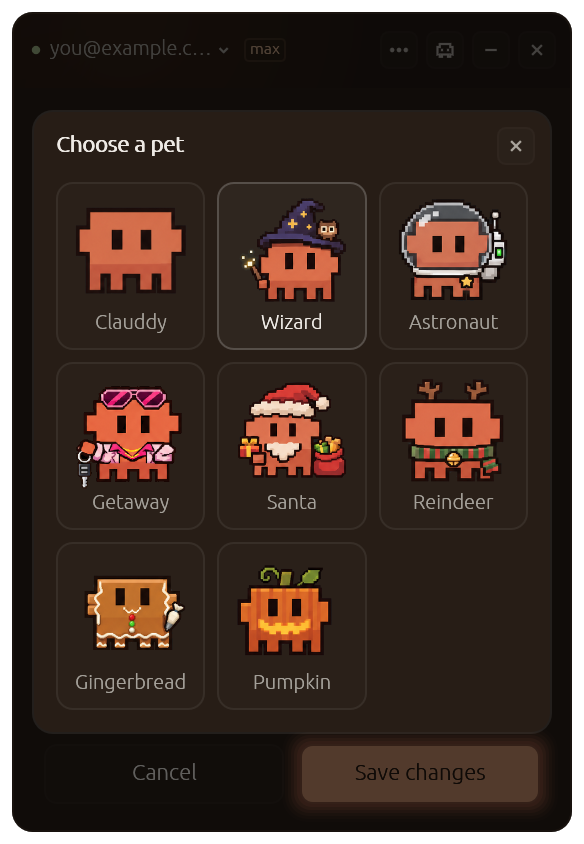 you@example.c...
max
Choose a pet
Clauddy
Wizard
Astronaut
Getaway
Santa
Reindeer
Gingerbread
Pumpkin
Cancel
Save changes